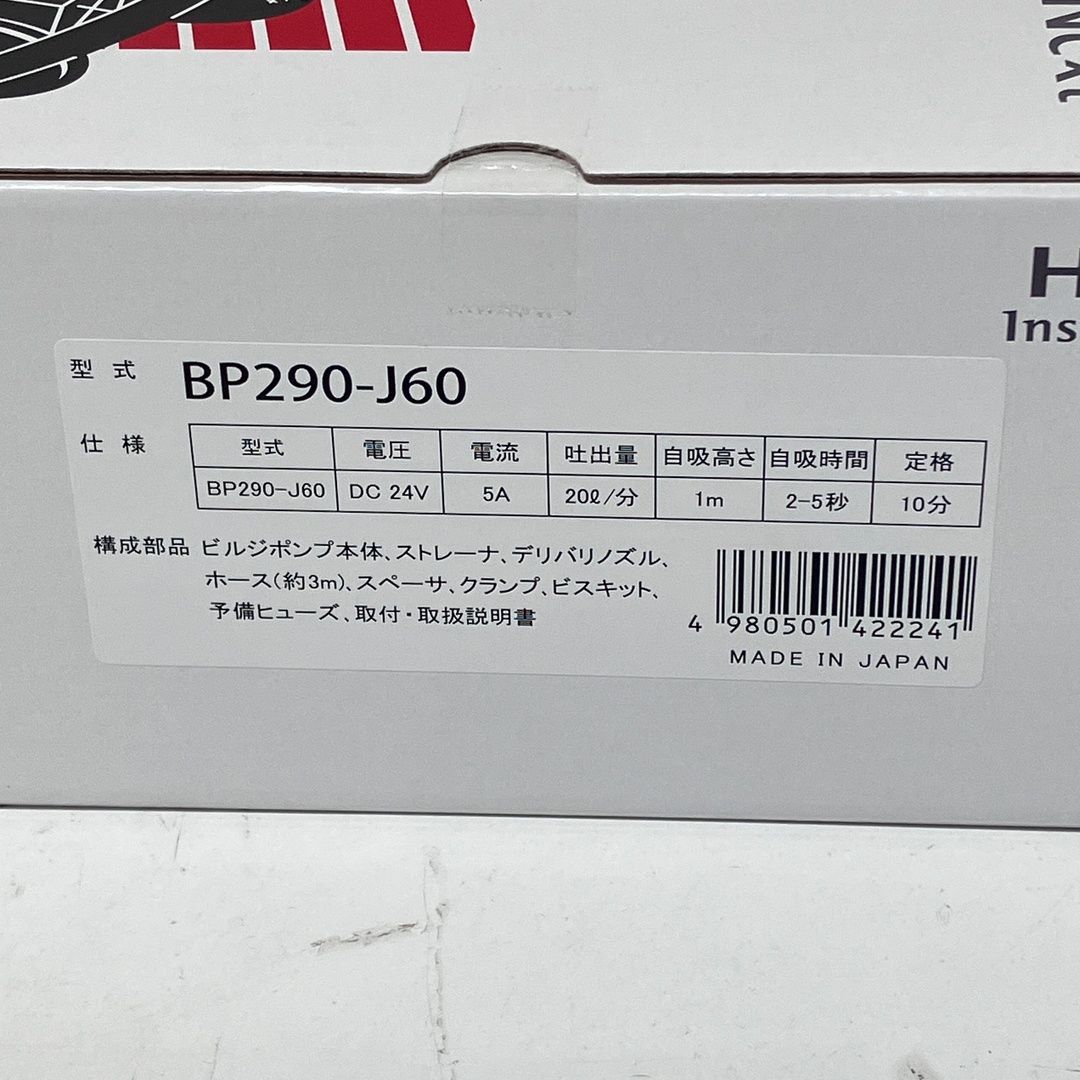 Next
H
Ins
型式 BP290-J60
仕様 型式 電圧 電流 吐出量 自吸高さ 自吸時間 定格
BP290-J60 DC 24V 5A 20ℓ/分 1m 2-5秒 10分
構成部品 ビルジポンプ本体、ストレーナ、デリバリノズル、
ホース(約3m)、スペーサ、クランプ、ビスキット、
予備ヒューズ、取付・取扱説明書
4 980501 422241
MADE IN JAPAN